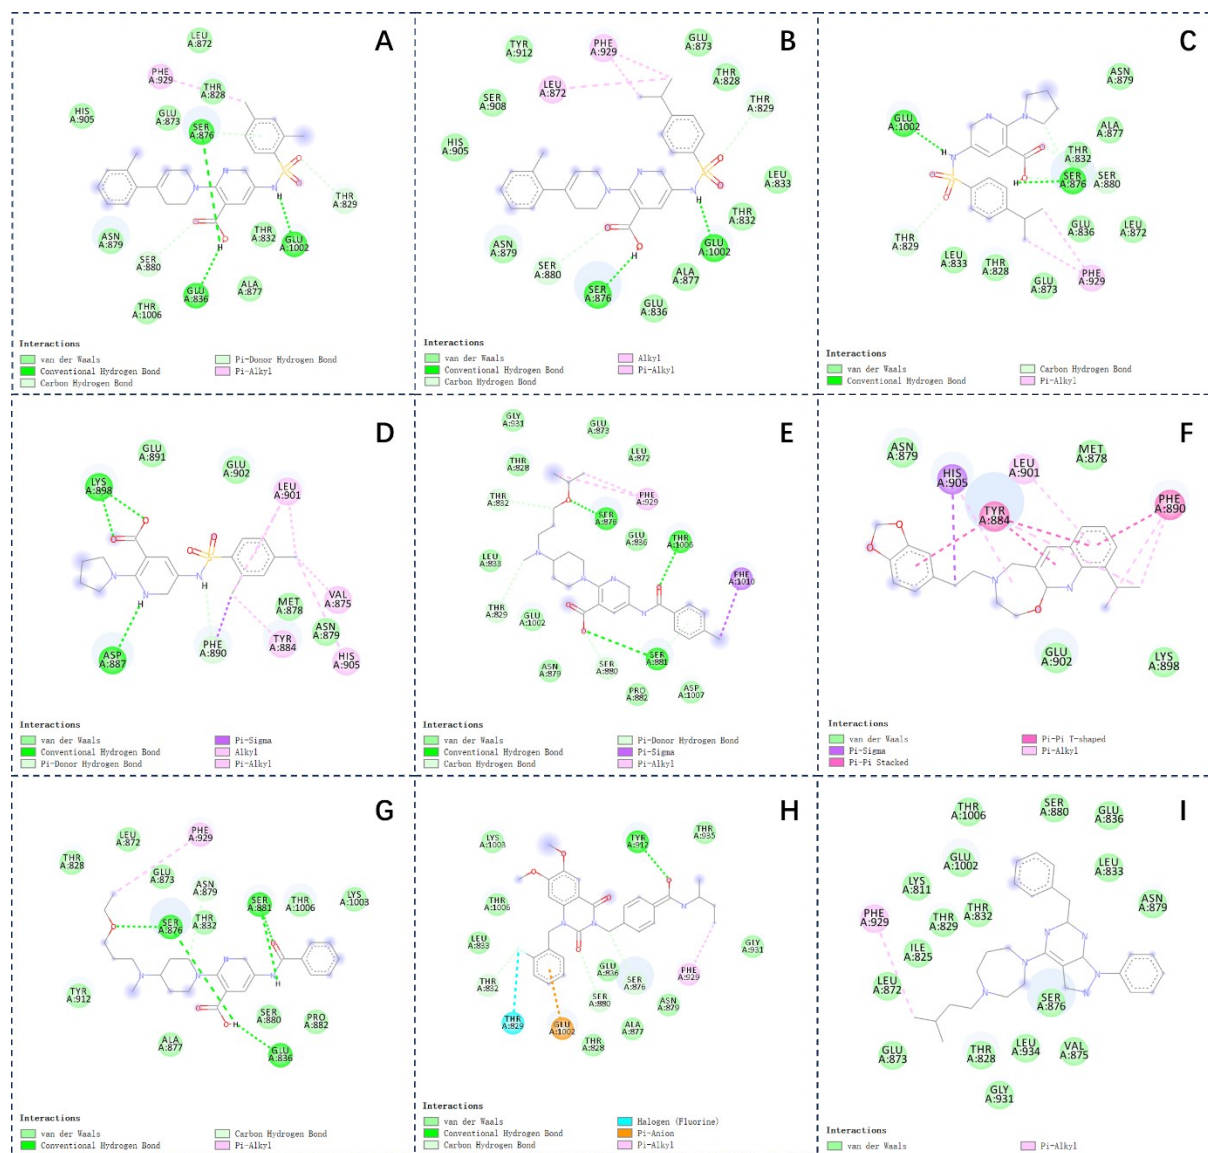 A
LEU
A:872
PHE
A:929
THR
A:828
HIS
A:905
GLU
A:873
SER
A:876
THR
A:829
ASN
A:879
SER
A:880
THR
A:832
GLU
A:1002
THR
A:1006
GLU
A:836
ALA
A:877
Interactions
van der Waals
Conventional Hydrogen Bond
Carbon Hydrogen Bond
Pi-Donor Hydrogen Bond
Pi-Alkyl
B
TYR
A:912
PHE
A:929
GLU
A:873
LEU
A:872
THR
A:828
SER
A:908
THR
A:829
HIS
A:905
LEU
A:833
THR
A:832
ASN
A:879
SER
A:880
GLU
A:1002
ALA
A:877
SER
A:876
GLU
A:836
Interactions
van der Waals
Conventional Hydrogen Bond
Carbon Hydrogen Bond
Alkyl
Pi-Alkyl
C
ASN
A:879
GLU
A:1002
ALA
A:877
THR
A:832
SER
A:876
SER
A:880
THR
A:829
LEU
A:833
THR
A:828
GLU
A:836
LEU
A:872
GLU
A:873
PHE
A:929
Interactions
van der Waals
Conventional Hydrogen Bond
Carbon Hydrogen Bond
Pi-Alkyl
D
GLU
A:891
GLU
A:902
LYS
A:898
LEU
A:901
MET
A:878
VAL
A:875
ASN
A:879
ASP
A:887
PHE
A:890
TYR
A:884
HIS
A:905
Interactions
van der Waals
Conventional Hydrogen Bond
Pi-Donor Hydrogen Bond
Pi-Sigma
Alkyl
Pi-Alkyl
E
GLY
A:931
GLU
A:873
THR
A:828
LEU
A:872
THR
A:832
PHE
A:929
SER
A:876
GLU
A:836
THR
A:1006
LEU
A:833
PHE
A:1010
THR
A:829
GLU
A:1002
ASN
A:879
SER
A:880
SER
A:881
PRO
A:882
ASP
A:1007
Interactions
van der Waals
Conventional Hydrogen Bond
Carbon Hydrogen Bond
Pi-Donor Hydrogen Bond
Pi-Sigma
Pi-Alkyl
F
ASN
A:879
HIS
A:905
LEU
A:901
MET
A:878
TYR
A:884
PHE
A:890
GLU
A:902
LYS
A:898
Interactions
van der Waals
Pi-Sigma
Pi-Pi Stacked
Pi-Pi T-shaped
Pi-Alkyl
G
LEU
A:872
PHE
A:929
THR
A:828
GLU
A:873
ASN
A:879
SER
A:881
THR
A:1006
LYS
A:1003
SER
A:876
THR
A:832
TYR
A:912
SER
A:880
PRO
A:882
ALA
A:877
GLU
A:836
Interactions
van der Waals
Conventional Hydrogen Bond
Carbon Hydrogen Bond
Pi-Alkyl
H
LYS
A:1003
TYR
A:912
THR
A:935
THR
A:1006
LEU
A:833
GLY
A:931
GLU
A:836
SER
A:876
PHE
A:929
THR
A:832
SER
A:880
ASN
A:879
THR
A:829
GLU
A:1002
ALA
A:877
THR
A:828
Interactions
van der Waals
Conventional Hydrogen Bond
Carbon Hydrogen Bond
Halogen (Fluorine)
Pi-Anion
Pi-Alkyl
I
THR
A:1006
SER
A:880
GLU
A:836
GLU
A:1002
LEU
A:833
LYS
A:811
ASN
A:879
PHE
A:929
THR
A:829
THR
A:832
ILE
A:825
LEU
A:872
SER
A:876
GLU
A:873
THR
A:828
LEU
A:934
VAL
A:875
GLY
A:931
Interactions
van der Waals
Pi-Alkyl